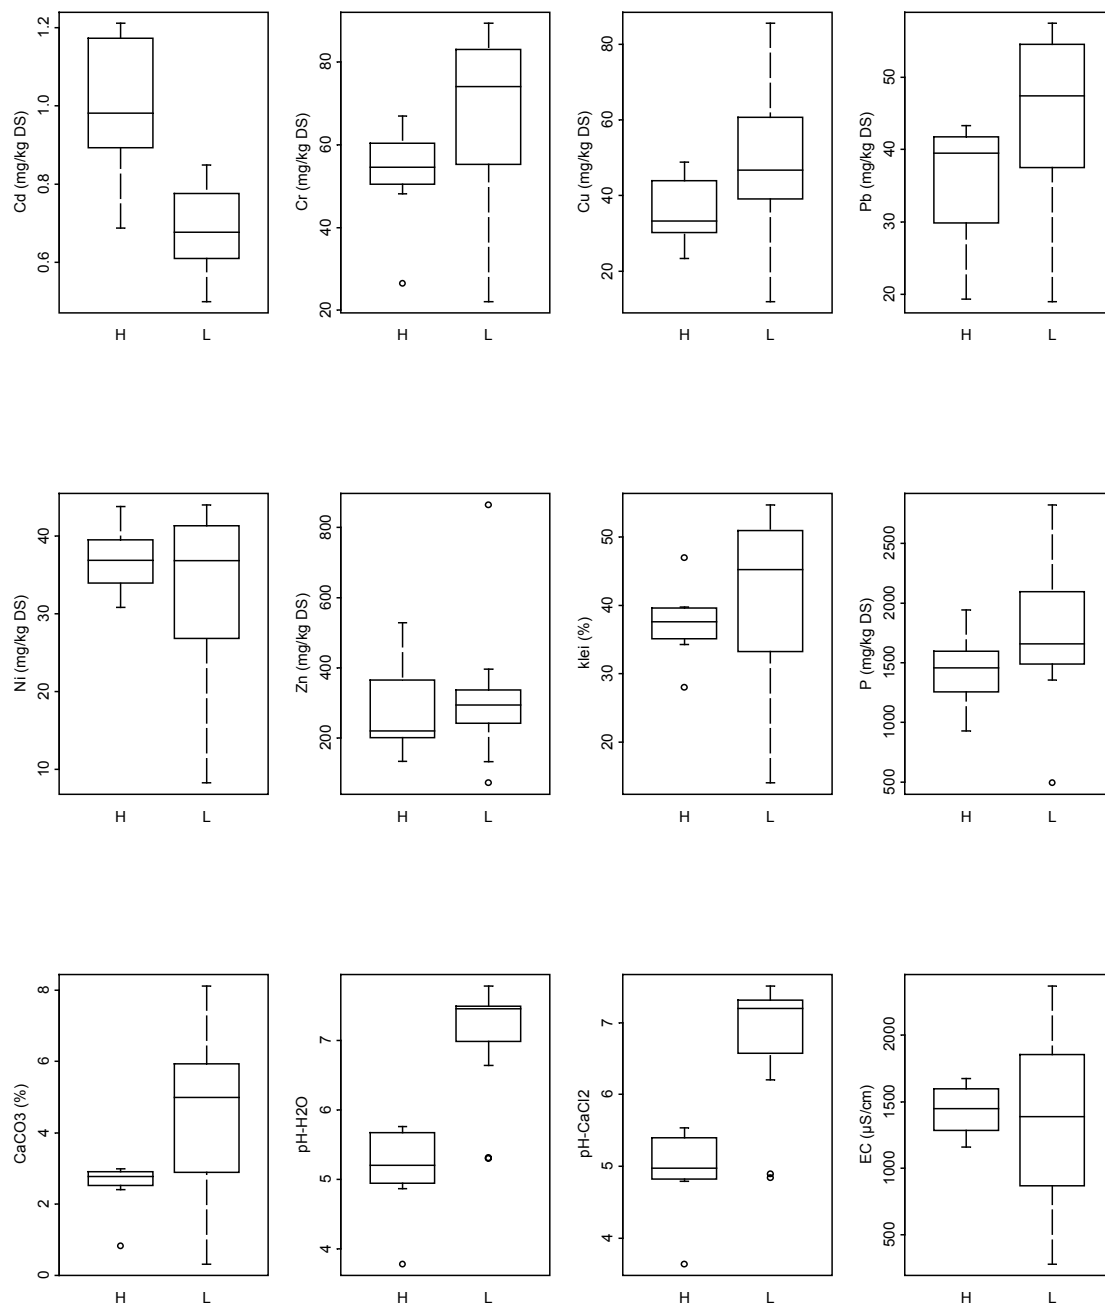 Cd (mg/kg DS)
0.6 0.8 1.0 1.2
H L
Cr (mg/kg DS)
20 40 60 80
H L
Cu (mg/kg DS)
20 40 60 80
H L
Pb (mg/kg DS)
20 30 40 50
H L
Ni (mg/kg DS)
10 20 30 40
H L
Zn (mg/kg DS)
200 400 600 800
H L
klei (%)
20 30 40 50
H L
P (mg/kg DS)
500 1000 1500 2000 2500
H L
CaCO3 (%)
0 2 4 6 8
H L
pH-H2O
4 5 6 7
H L
pH-CaCl2
4 5 6 7
H L
EC (µS/cm)
500 1000 1500 2000
H L